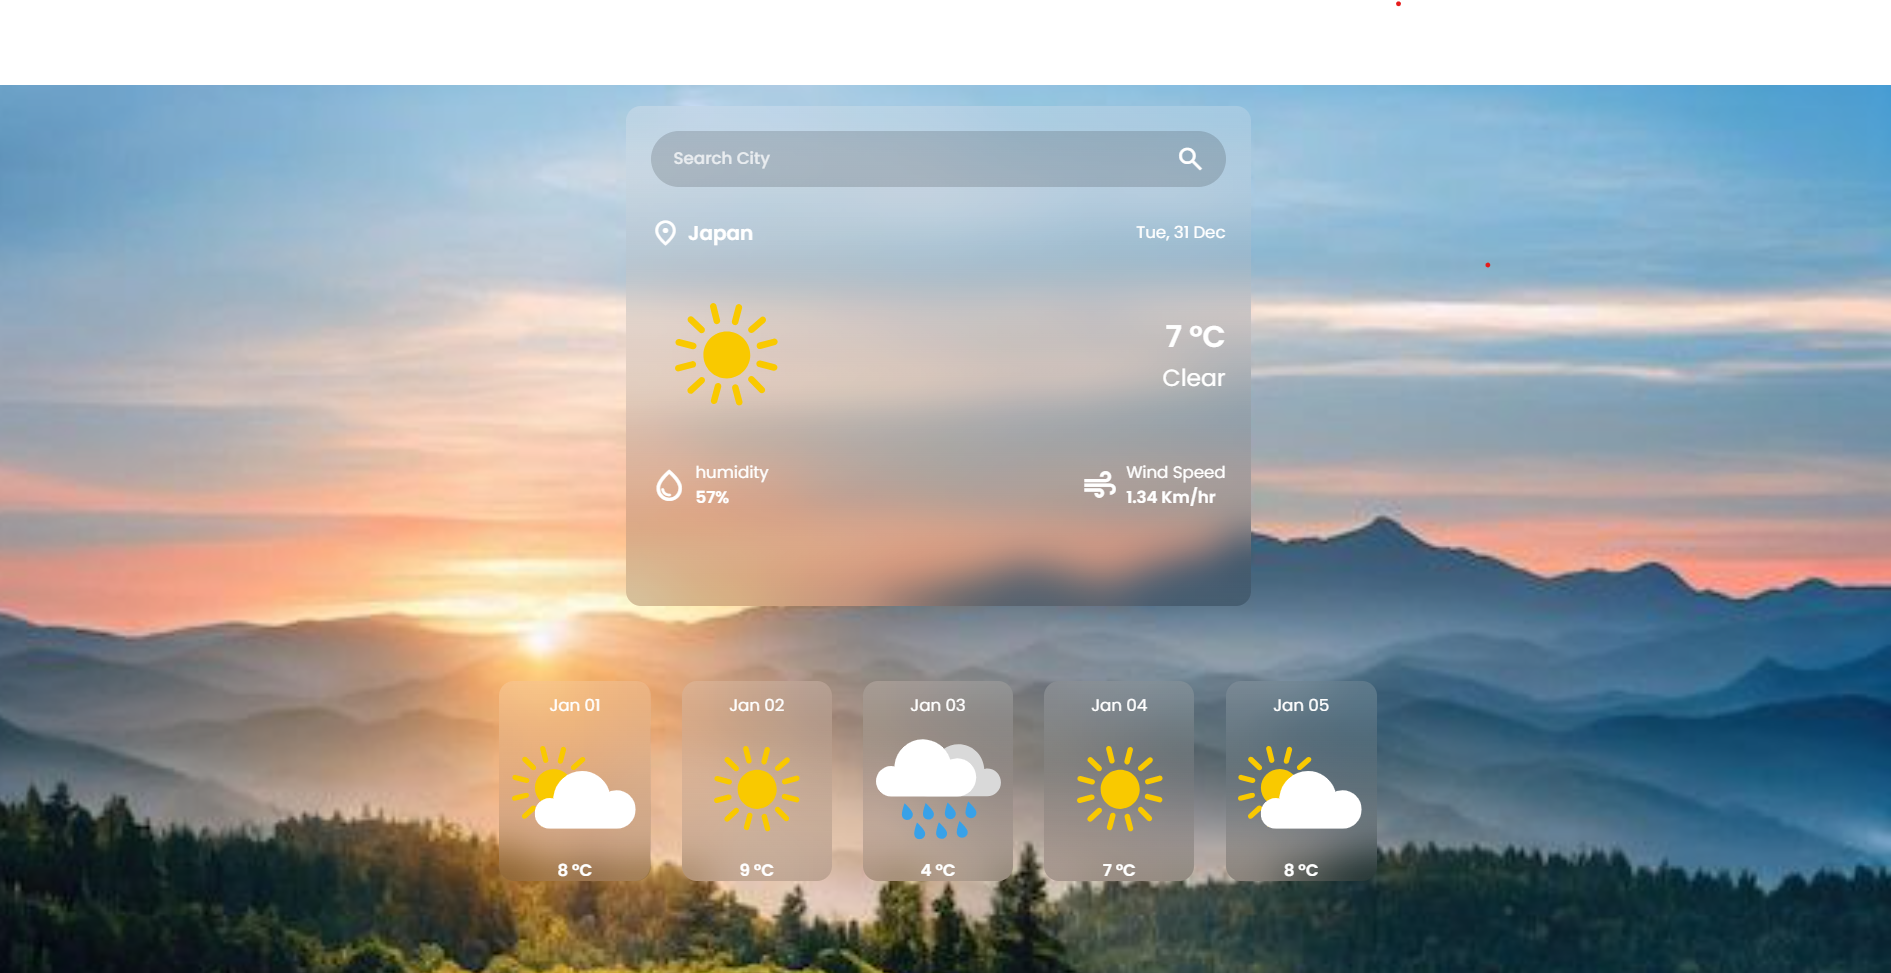 Search City
Japan
Tue, 31 Dec
7 °C
Clear
humidity
57%
Wind Speed
1.34 Km/hr
Jan 01
8 °C
Jan 02
9 °C
Jan 03
4 °C
Jan 04
7 °C
Jan 05
8 °C